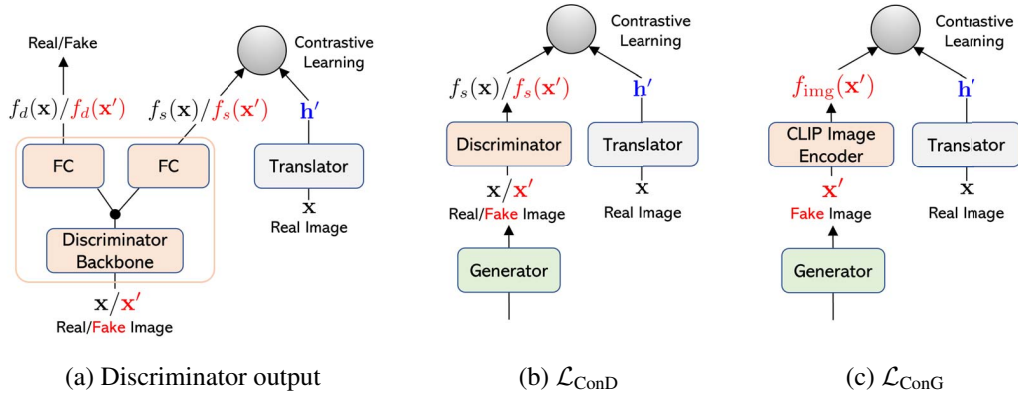 Real/Fake
Contrastive
Learning
f_d(x)/f_d(x′)
f_s(x)/f_s(x′)
h′
FC
FC
Translator
x
Real Image
Discriminator
Backbone
x/x′
Real/Fake Image
(a) Discriminator output
Contrastive
Learning
f_s(x)/f_s(x′)
h′
Discriminator
Translator
x/x′
x
Real/Fake Image
Real Image
Generator
(b) ℒ_ConD
Contrastive
Learning
f_img(x′)
h′
CLIP Image
Encoder
Translator
x′
x
Fake Image
Real Image
Generator
(c) ℒ_ConG